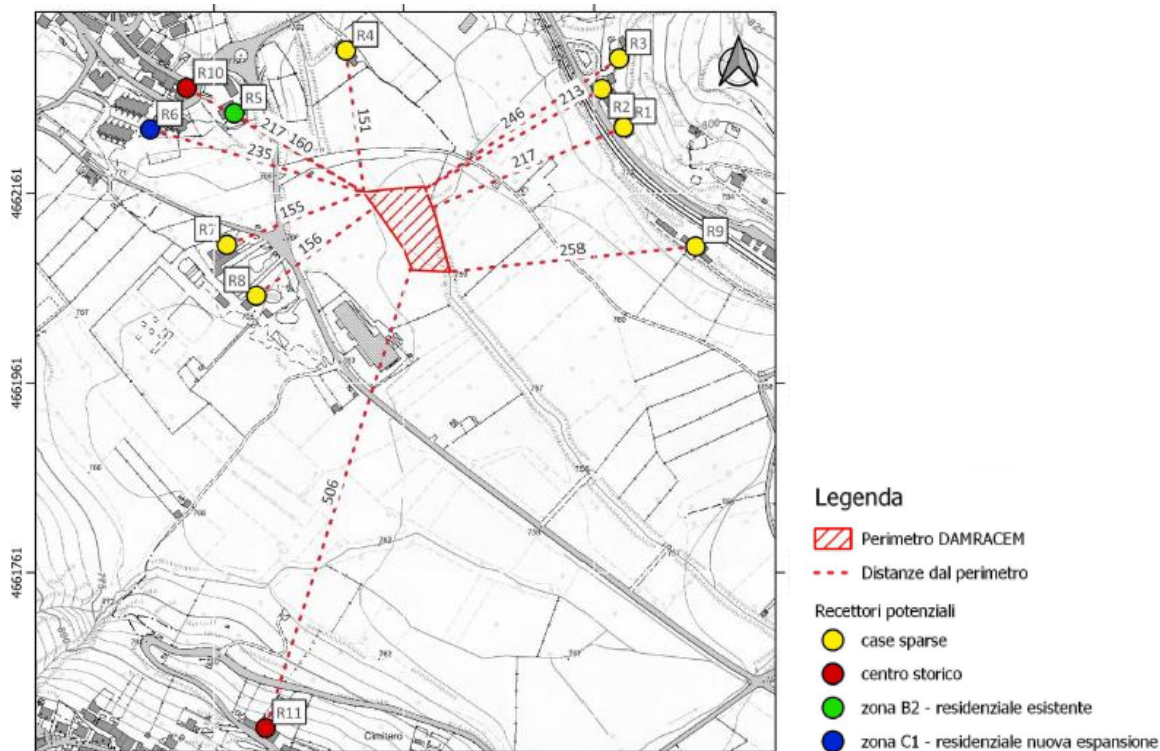 R4
R3
R10
R5
R6
R2
R1
151
246
213
217
160
235
217
4662161
155
R7
156
R9
258
R8
4661961
506
4661761
R11
Cimitero
Legenda
Perimetro DAMRACEM
Distanze dal perimetro
Recettori potenziali
case sparse
centro storico
zona B2 - residenziale esistente
zona C1 - residenziale nuova espansione